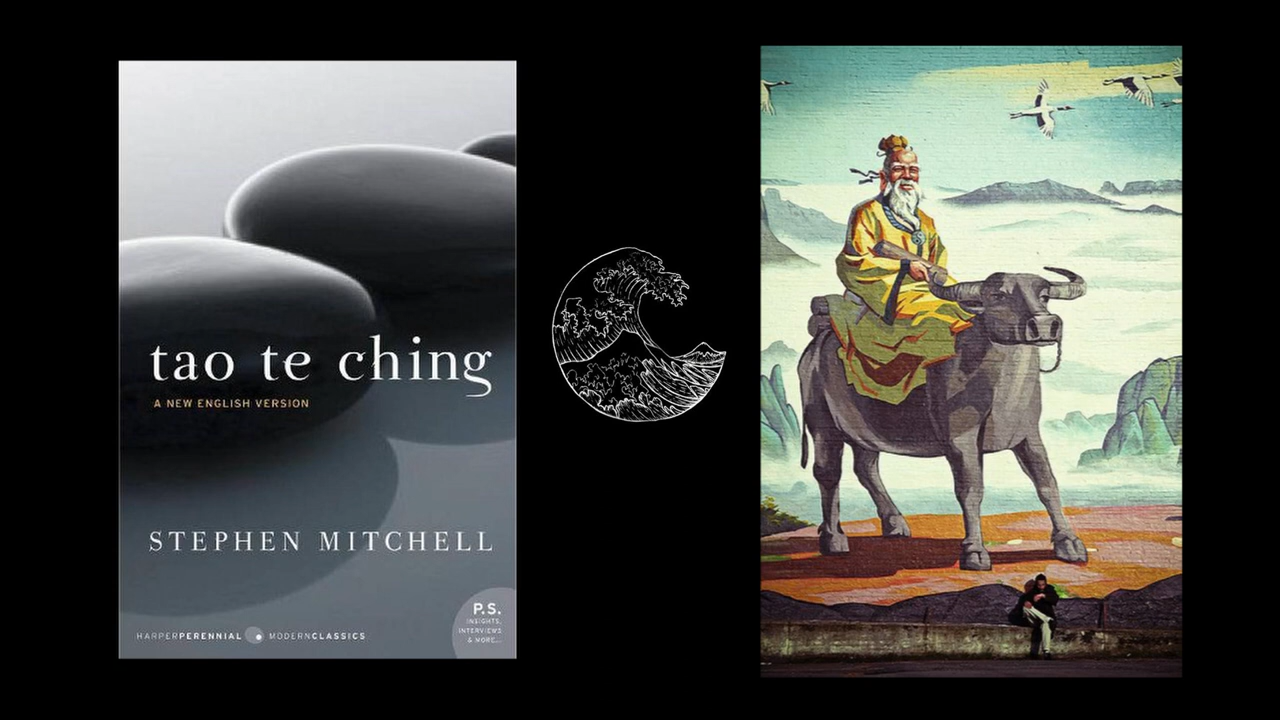 tao te ching
A NEW ENGLISH VERSION
STEPHEN MITCHELL
P.S.
INSIGHTS,
INTERVIEWS
& MORE...
HARPERPERENNIAL MODERNCLASSICS